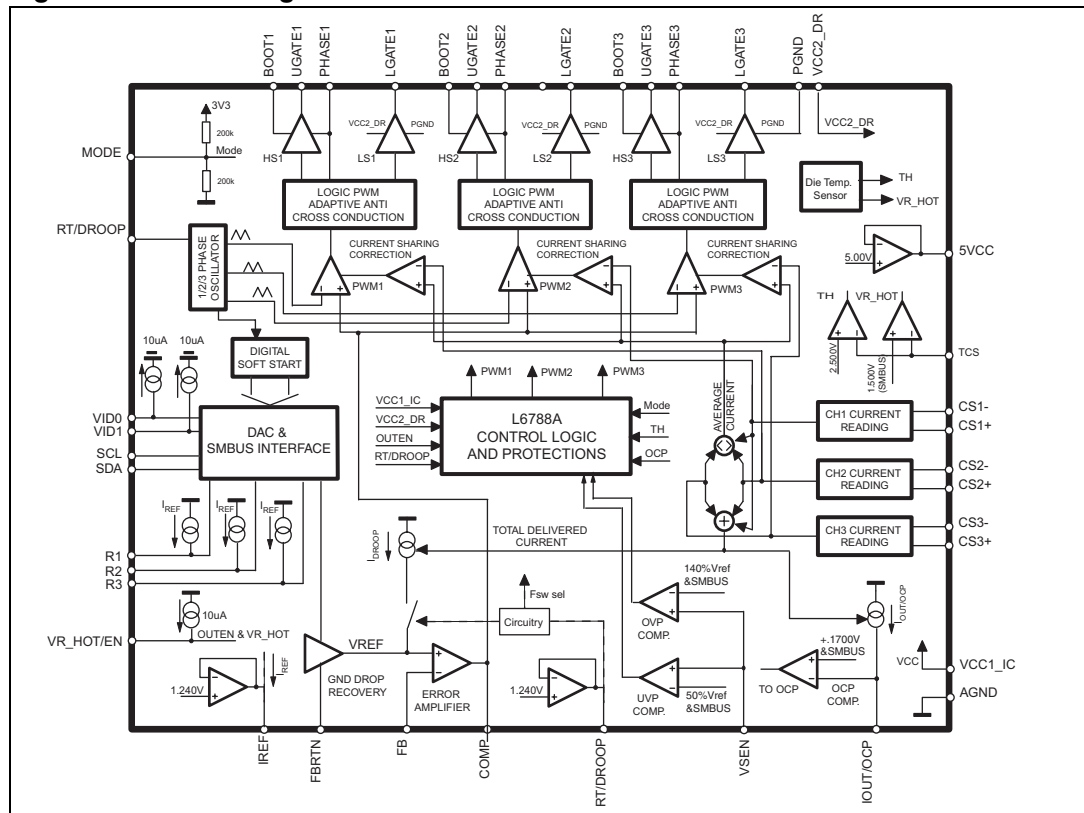 BOOT1
UGATE1
PHASE1
LGATE1
BOOT2
UGATE2
PHASE2
LGATE2
BOOT3
UGATE3
PHASE3
LGATE3
PGND
VCC2_DR
3V3
200k
MODE
Mode
200k
VCC2_DR
PGND
VCC2_DR
PGND
VCC2_DR
PGND
VCC2_DR
HS1
LS1
HS2
LS2
HS3
LS3
LOGIC PWM
ADAPTIVE ANTI
CROSS CONDUCTION
LOGIC PWM
ADAPTIVE ANTI
CROSS CONDUCTION
LOGIC PWM
ADAPTIVE ANTI
CROSS CONDUCTION
Die Temp.
Sensor
TH
VR_HOT
RT/DROOP
1/2/3 PHASE
OSCILLATOR
CURRENT SHARING
CORRECTION
CURRENT SHARING
CORRECTION
CURRENT SHARING
CORRECTION
PWM1
PWM2
PWM3
5.00V
5VCC
TH
VR_HOT
2.500V
1.500V
(SMBUS)
TCS
10uA
10uA
DIGITAL
SOFT START
PWM1
PWM2
PWM3
VID0
VID1
SCL
SDA
DAC &
SMBUS INTERFACE
VCC1_IC
VCC2_DR
OUTEN
RT/DROOP
L6788A
CONTROL LOGIC
AND PROTECTIONS
Mode
TH
OCP
AVERAGE
CURRENT
CH1 CURRENT
READING
CS1-
CS1+
CH2 CURRENT
READING
CS2-
CS2+
CH3 CURRENT
READING
CS3-
CS3+
IREF
IREF
IREF
R1
R2
R3
IDROOP
TOTAL DELIVERED
CURRENT
10uA
VR_HOT/EN
OUTEN & VR_HOT
IREF
1.240V
VREF
GND DROP
RECOVERY
ERROR
AMPLIFIER
Fsw sel
Circuitry
1.240V
140%Vref
&SMBUS
OVP
COMP.
UVP
COMP.
50%Vref
&SMBUS
IOUT/OCP
+.1700V
&SMBUS
TO OCP
OCP
COMP.
VCC
VCC1_IC
AGND
IREF
FBRTN
FB
COMP
RT/DROOP
VSEN
IOUT/OCP